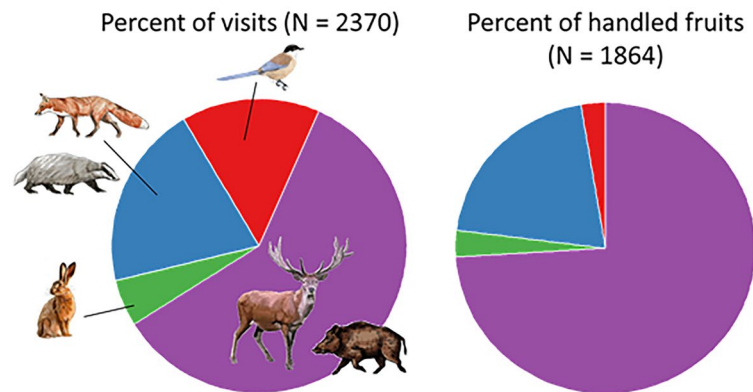 Percent of visits (N = 2370)
Percent of handled fruits
(N = 1864)